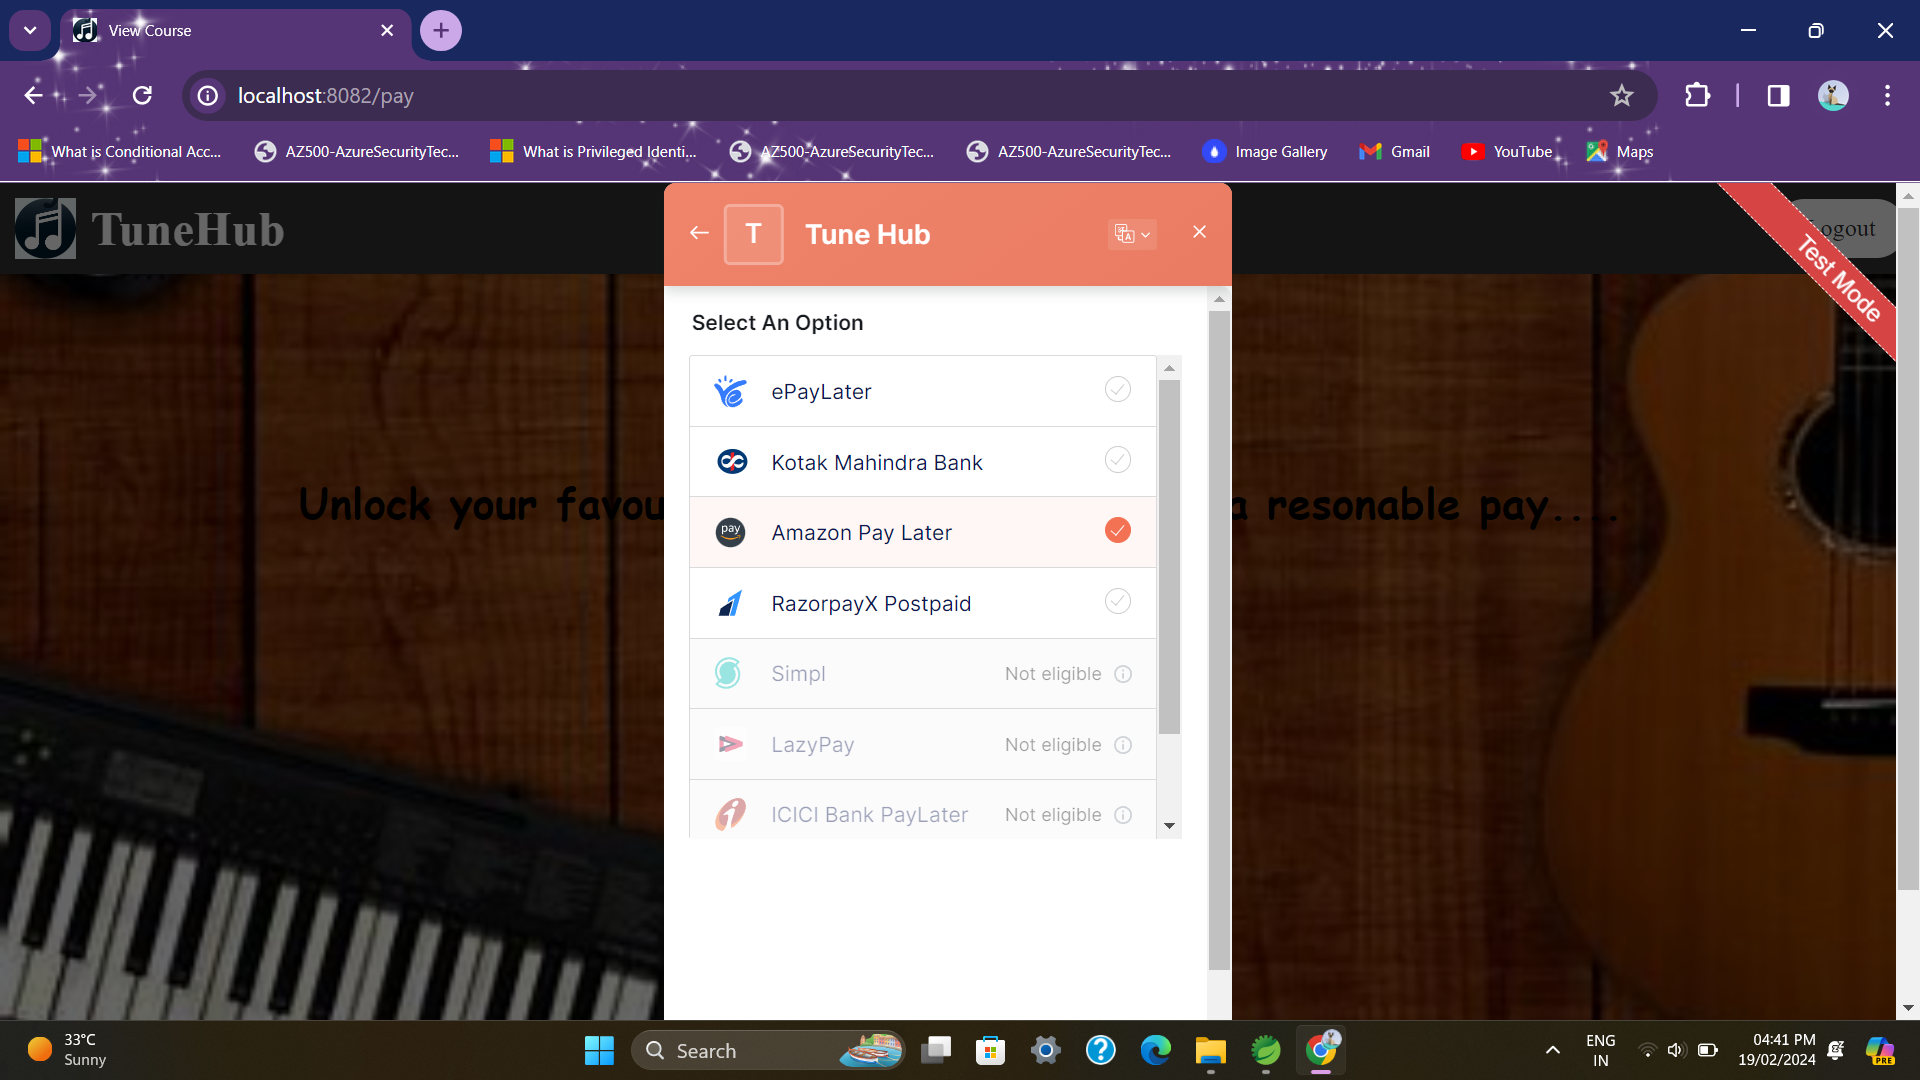 View Course
localhost:8082/pay
What is Conditional Acc...
AZ500-AzureSecurityTec...
What is Privileged Identi...
AZ500-AzureSecurityTec...
AZ500-AzureSecurityTec...
Image Gallery
Gmail
YouTube
Maps
TuneHub
T
Tune Hub
ogout
Test Mode
Select An Option
ePayLater
Kotak Mahindra Bank
pay
Amazon Pay Later
RazorpayX Postpaid
Simpl
Not eligible
LazyPay
Not eligible
ICICI Bank PayLater
Not eligible
Unlock your favou
a resonable pay....
33°C
Sunny
Search
ENG
IN
04:41 PM
19/02/2024
PRE